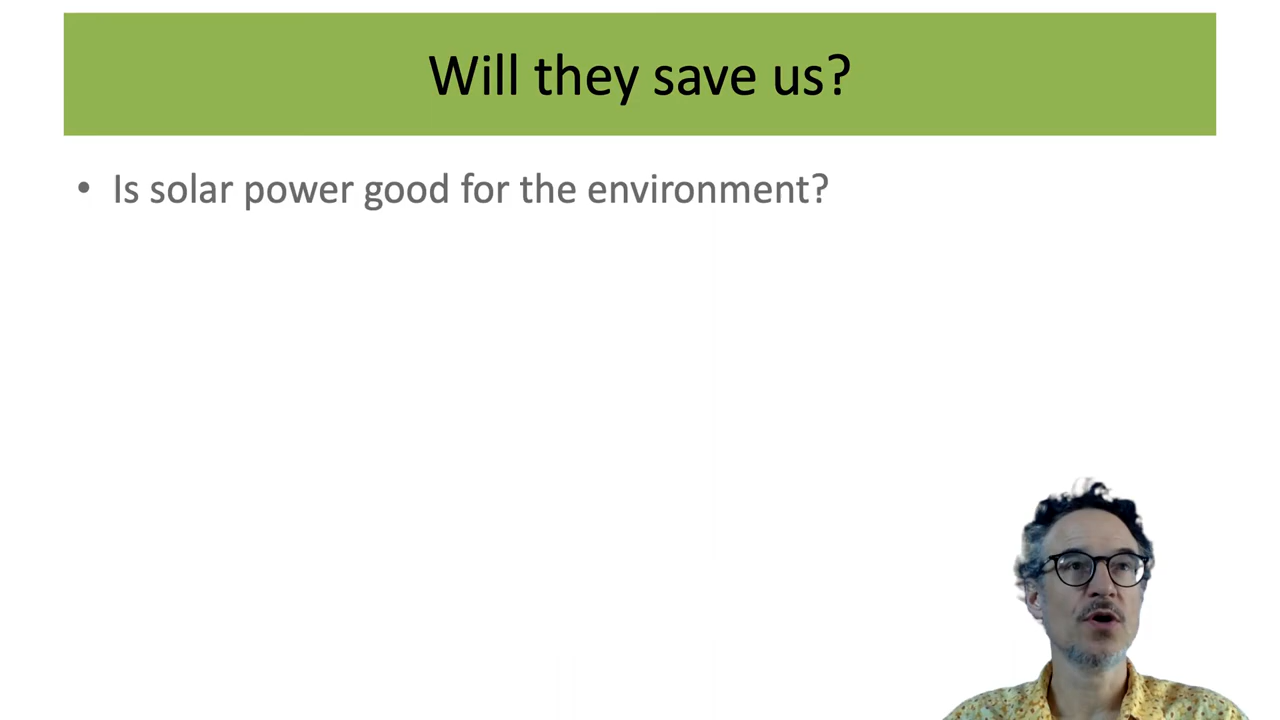 Will they save us?
• Is solar power good for the environment?